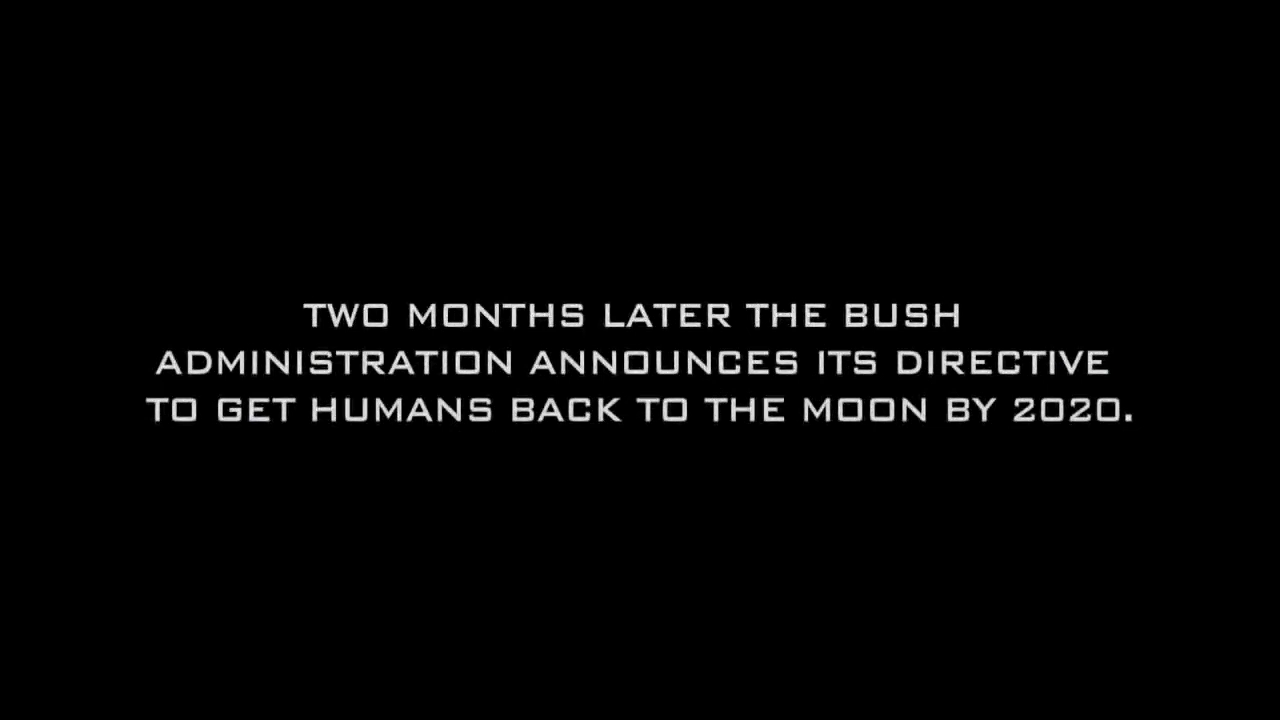 TWO MONTHS LATER THE BUSH
ADMINISTRATION ANNOUNCES ITS DIRECTIVE
TO GET HUMANS BACK TO THE MOON BY 2020.